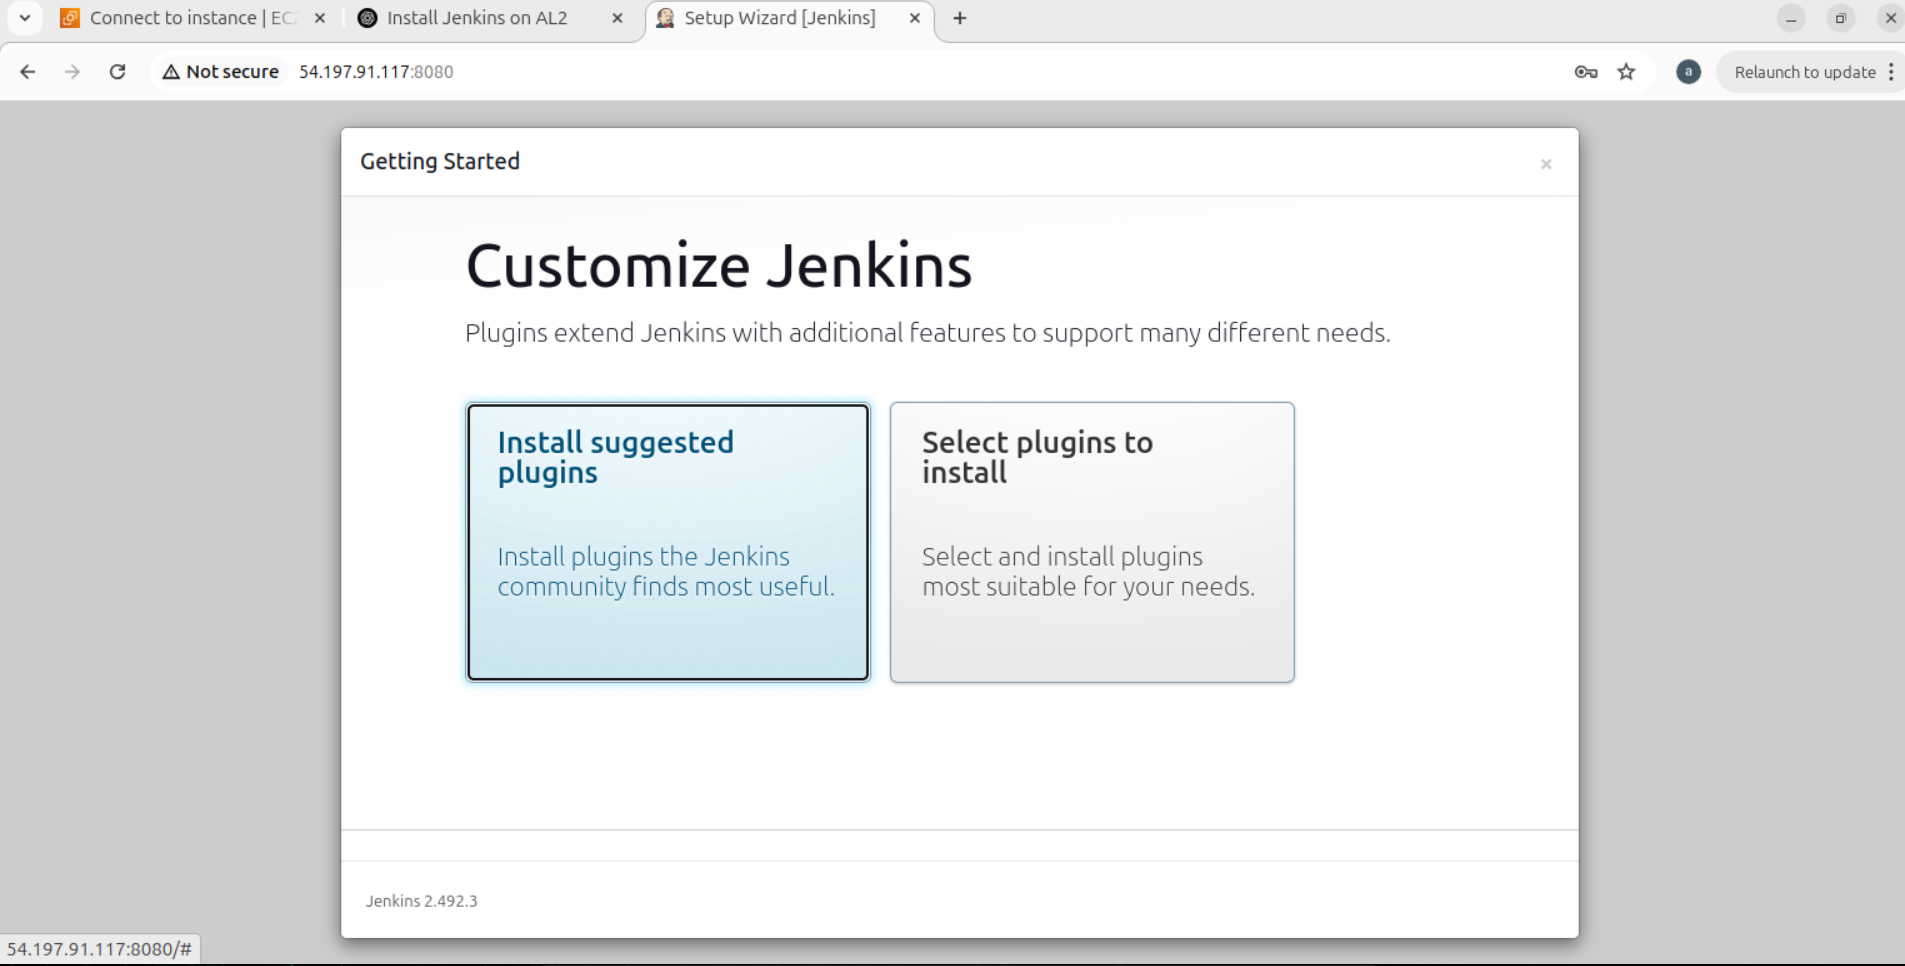 Connect to instance | EC2
Install Jenkins on AL2
Setup Wizard [Jenkins]
Not secure
54.197.91.117:8080
a
Relaunch to update
Getting Started
Customize Jenkins
Plugins extend Jenkins with additional features to support many different needs.
Install suggested
plugins
Install plugins the Jenkins
community finds most useful.
Select plugins to
install
Select and install plugins
most suitable for your needs.
Jenkins 2.492.3
54.197.91.117:8080/#